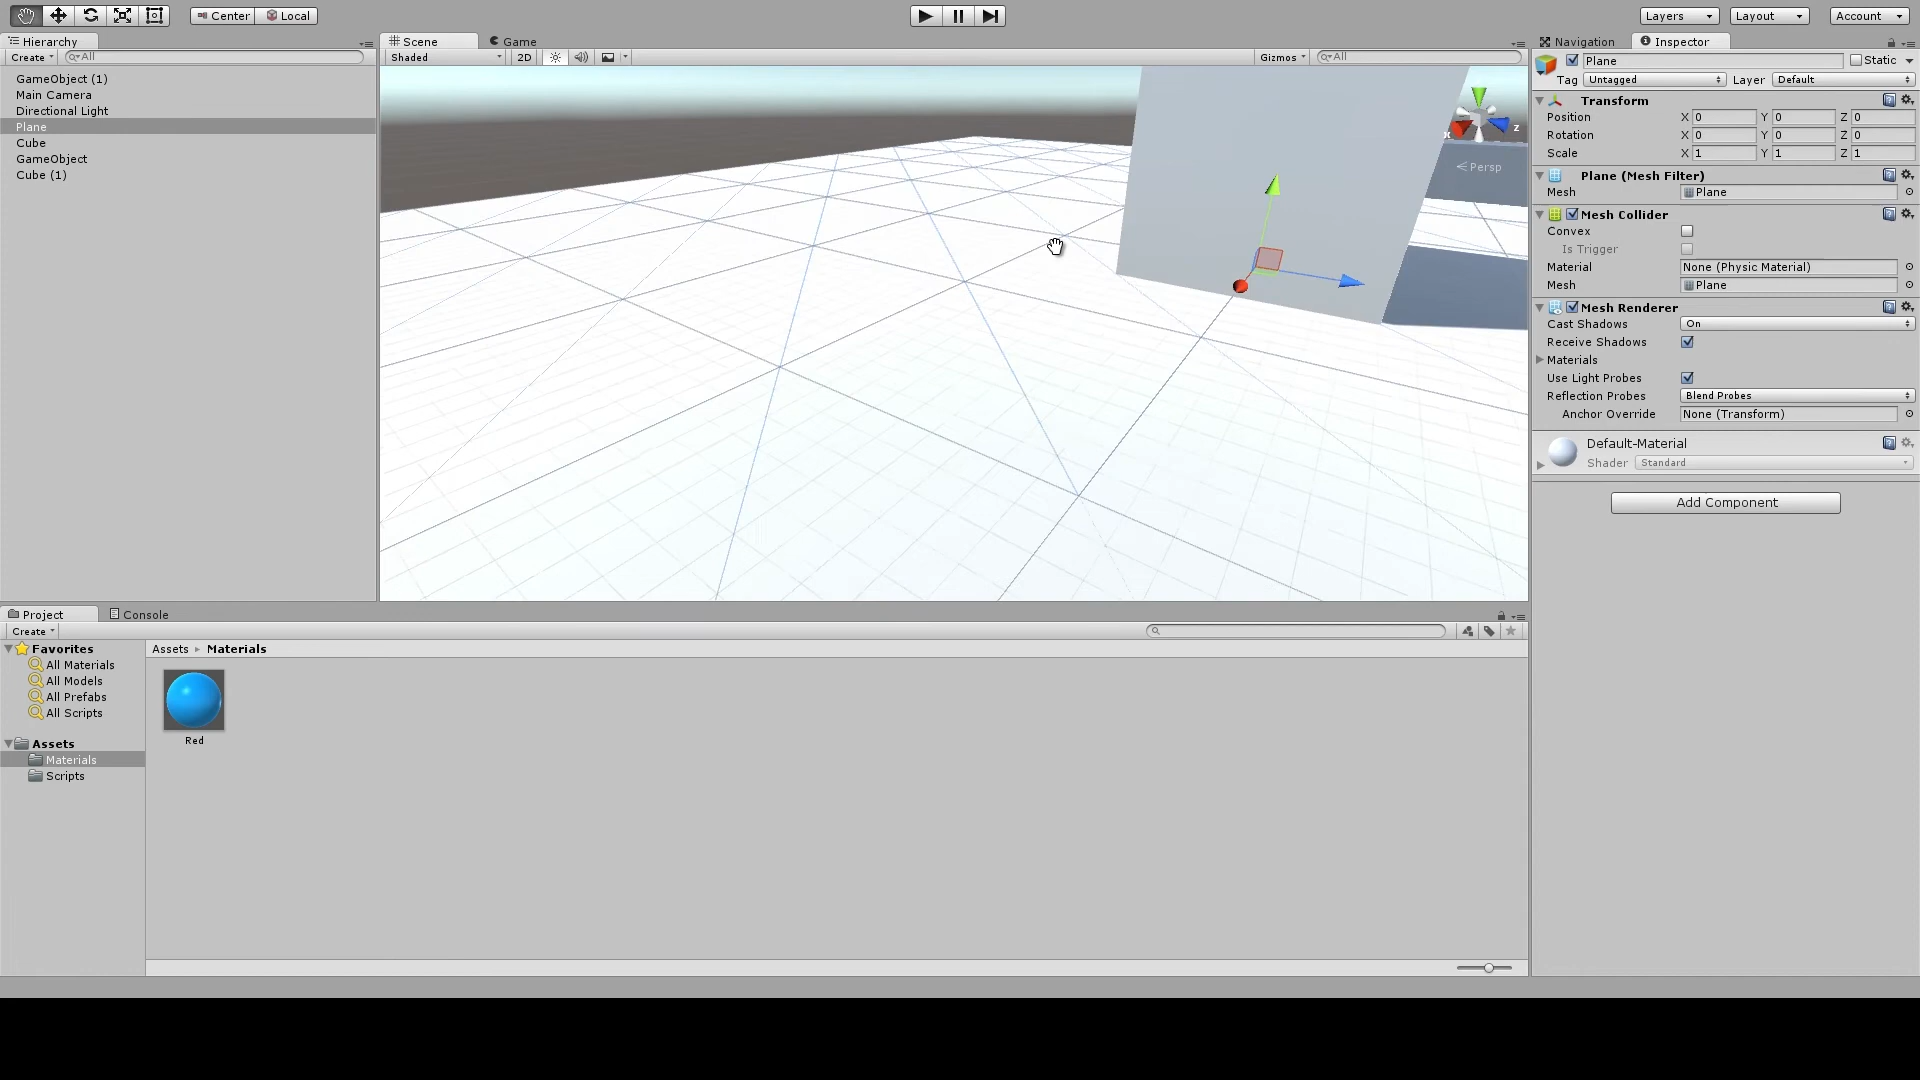 Center Local
Layers Layout Account
Hierarchy
Create All
GameObject (1)
Main Camera
Directional Light
Plane
Cube
GameObject
Cube (1)
Scene Game
Shaded 2D Gizmos All
x z
Persp
Navigation Inspector
Plane Static
Tag Untagged Layer Default
Transform
Position X 0 Y 0 Z 0
Rotation X 0 Y 0 Z 0
Scale X 1 Y 1 Z 1
Plane (Mesh Filter)
Mesh Plane
Mesh Collider
Convex
Is Trigger
Material None (Physic Material)
Mesh Plane
Mesh Renderer
Cast Shadows On
Receive Shadows
Materials
Use Light Probes
Reflection Probes Blend Probes
Anchor Override None (Transform)
Default-Material
Shader Standard
Add Component
Project Console
Create
Favorites
All Materials
All Models
All Prefabs
All Scripts
Assets
Materials
Scripts
Assets Materials
Red